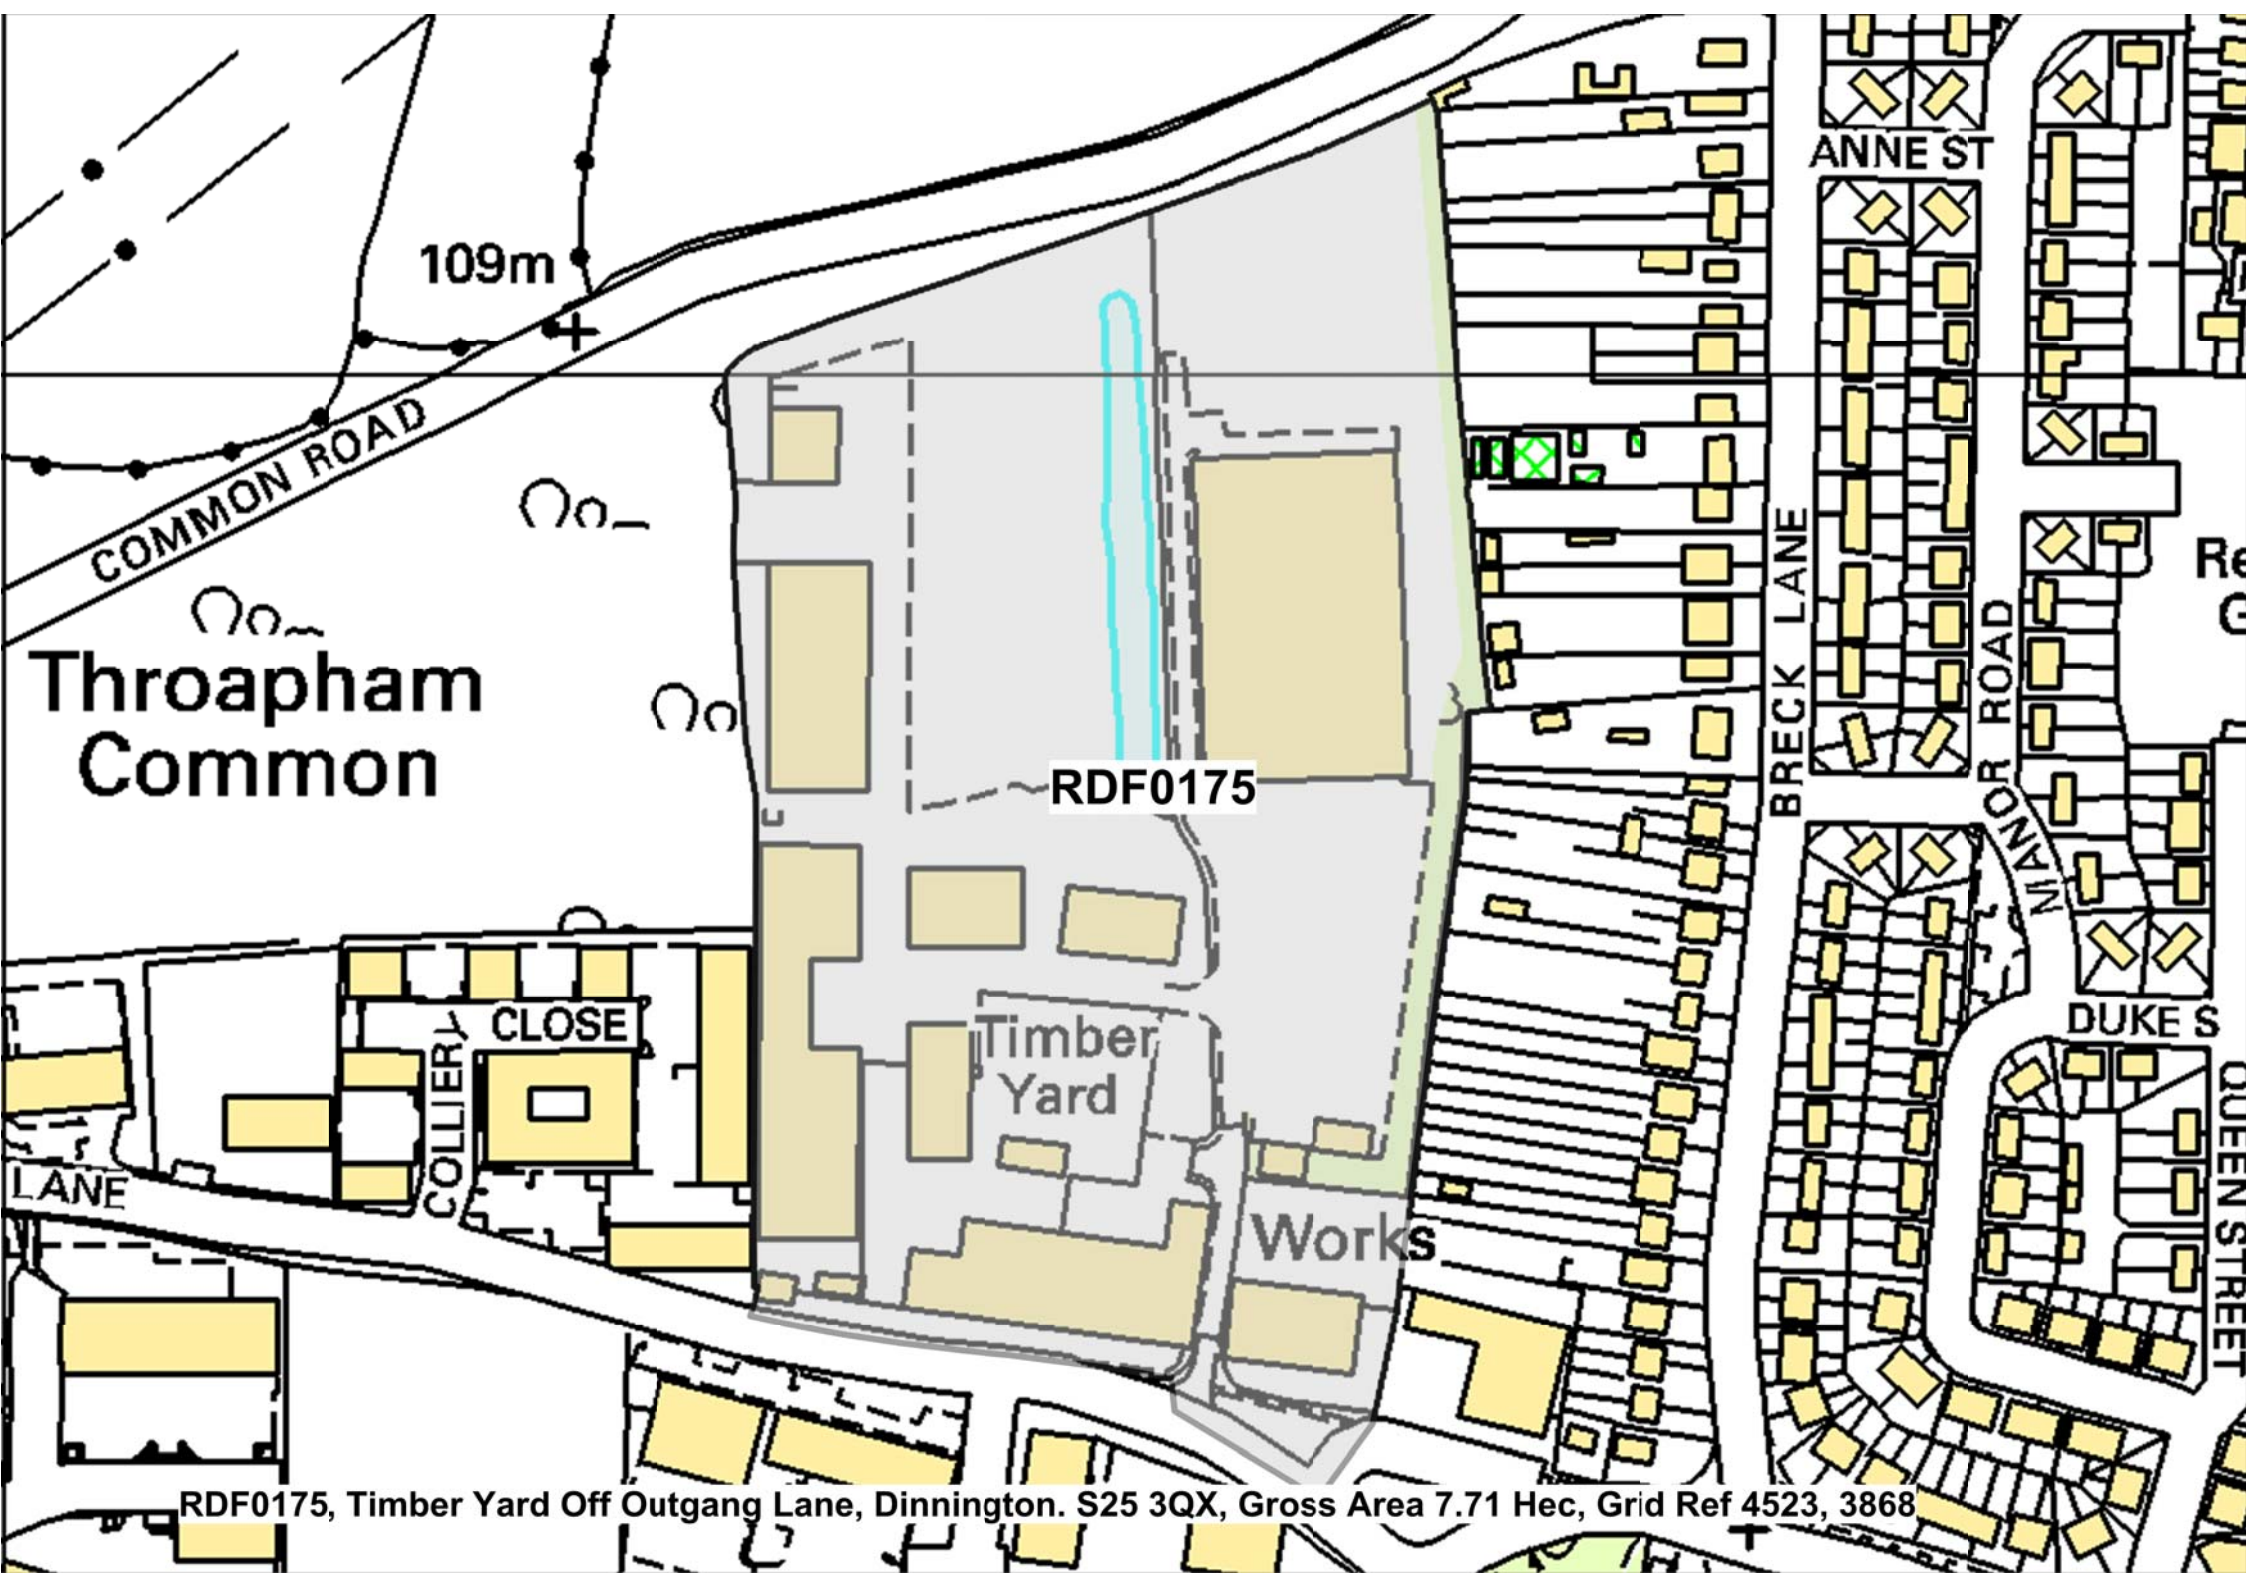 ANNE ST
109m
COMMON ROAD
BRECK LANE
Re
G
MANOR ROAD
Throapham
Common
RDF0175
CLOSE
COLLIERY
Timber
Yard
DUKE S
QUEEN STREET
LANE
Works
RDF0175, Timber Yard Off Outgang Lane, Dinnington. S25 3QX, Gross Area 7.71 Hec, Grid Ref 4523, 3868